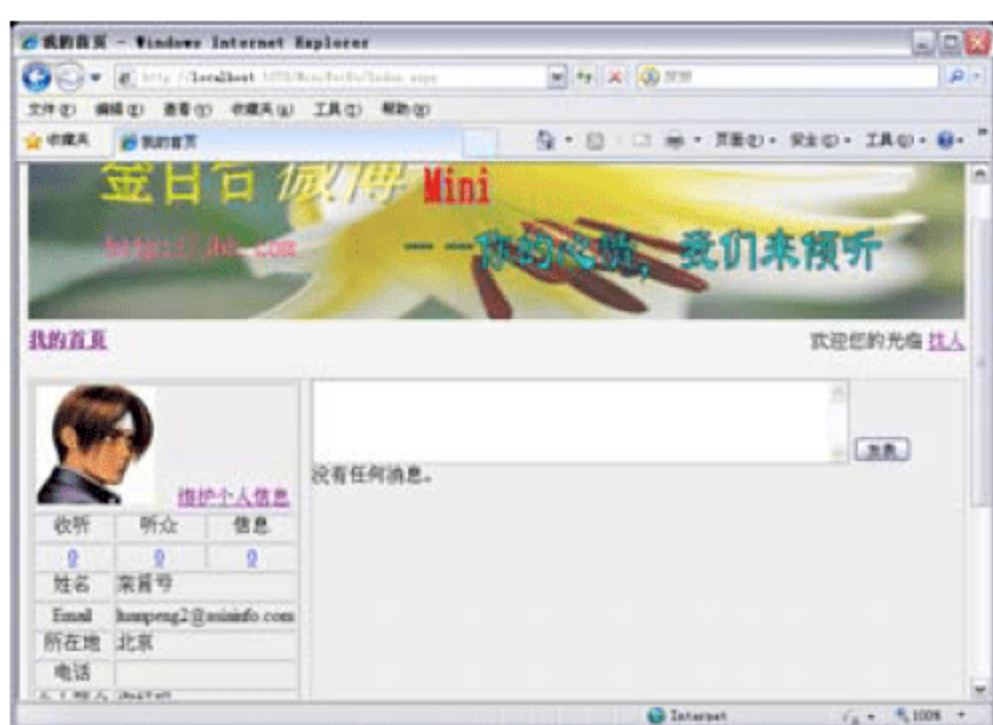 我的首页 - Windows Internet Explorer
文件(F) 编辑(E) 查看(V) 收藏夹(A) 工具(T) 帮助(H)
收藏夹 我的首页 页面(P) 安全(S) 工具(O)
微博 Mini
你的心情，我们来倾听
我的首页 欢迎您的光临 找人
发表
没有任何消息。
维护个人信息
收听 听众 信息
0 0 0
姓名
Email
所在地 北京
电话
Internet 100%